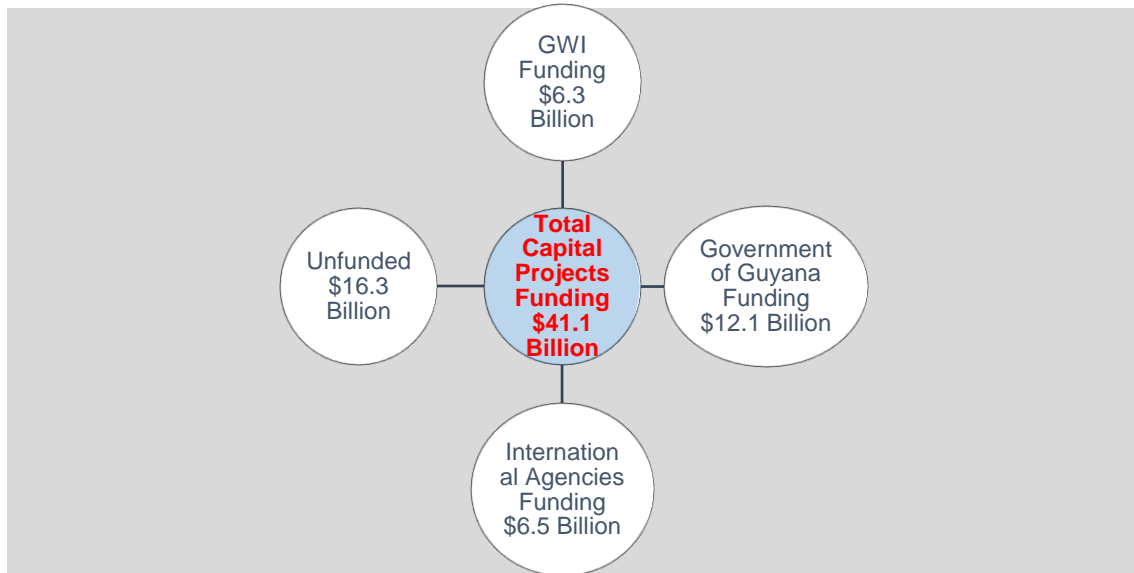 GWI
Funding
$6.3
Billion
Unfunded
$16.3
Billion
Total
Capital
Projects
Funding
$41.1
Billion
Government
of Guyana
Funding
$12.1 Billion
Internation
al Agencies
Funding
$6.5 Billion